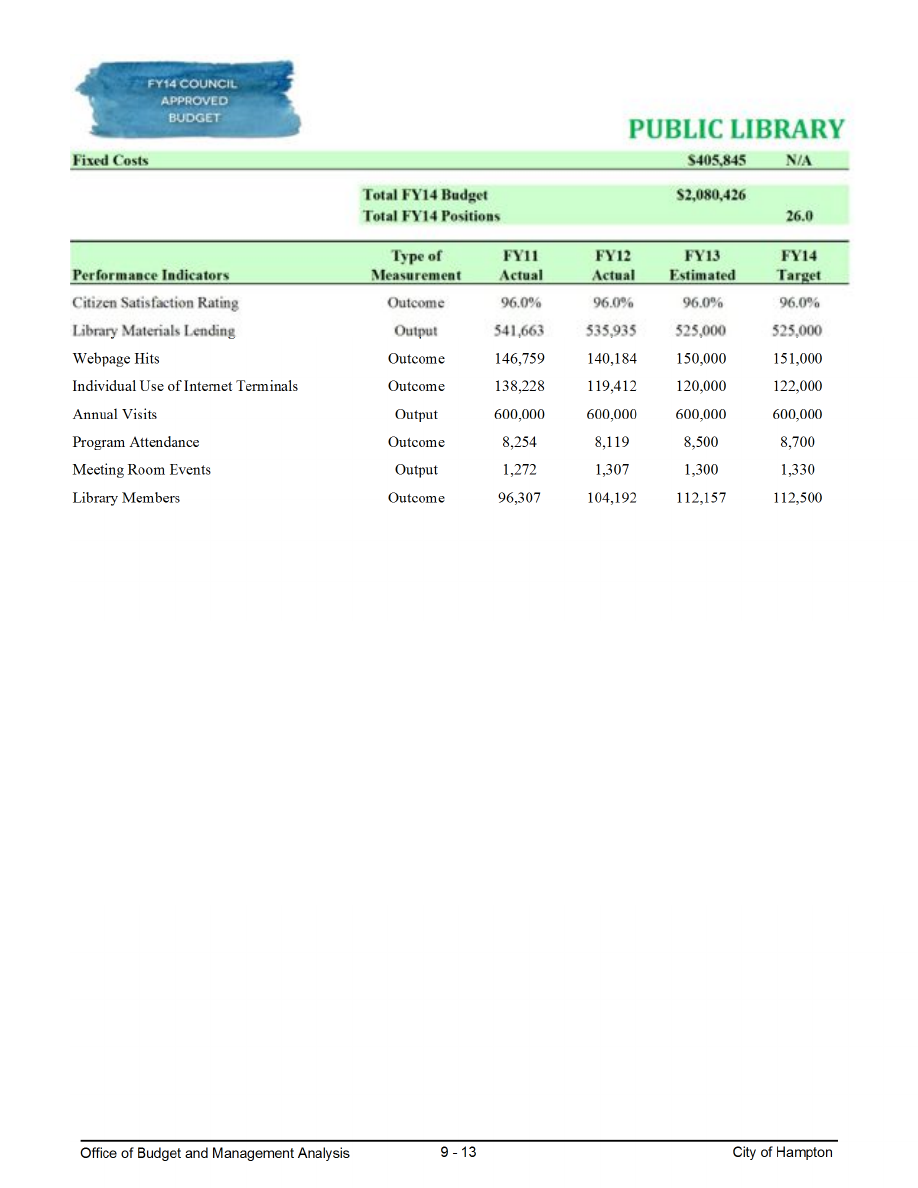 FY14 COUNCIL
APPROVED
BUDGET
PUBLIC LIBRARY
Fixed Costs $405,845 N/A
Total FY14 Budget $2,080,426
Total FY14 Positions 26.0
Type of FY11 FY12 FY13 FY14
Performance Indicators Measurement Actual Actual Estimated Target
Citizen Satisfaction Rating Outcome 96.0% 96.0% 96.0% 96.0%
Library Materials Lending Output 541,663 535,935 525,000 525,000
Webpage Hits Outcome 146,759 140,184 150,000 151,000
Individual Use of Internet Terminals Outcome 138,228 119,412 120,000 122,000
Annual Visits Output 600,000 600,000 600,000 600,000
Program Attendance Outcome 8,254 8,119 8,500 8,700
Meeting Room Events Output 1,272 1,307 1,300 1,330
Library Members Outcome 96,307 104,192 112,157 112,500
Office of Budget and Management Analysis 9 - 13 City of Hampton